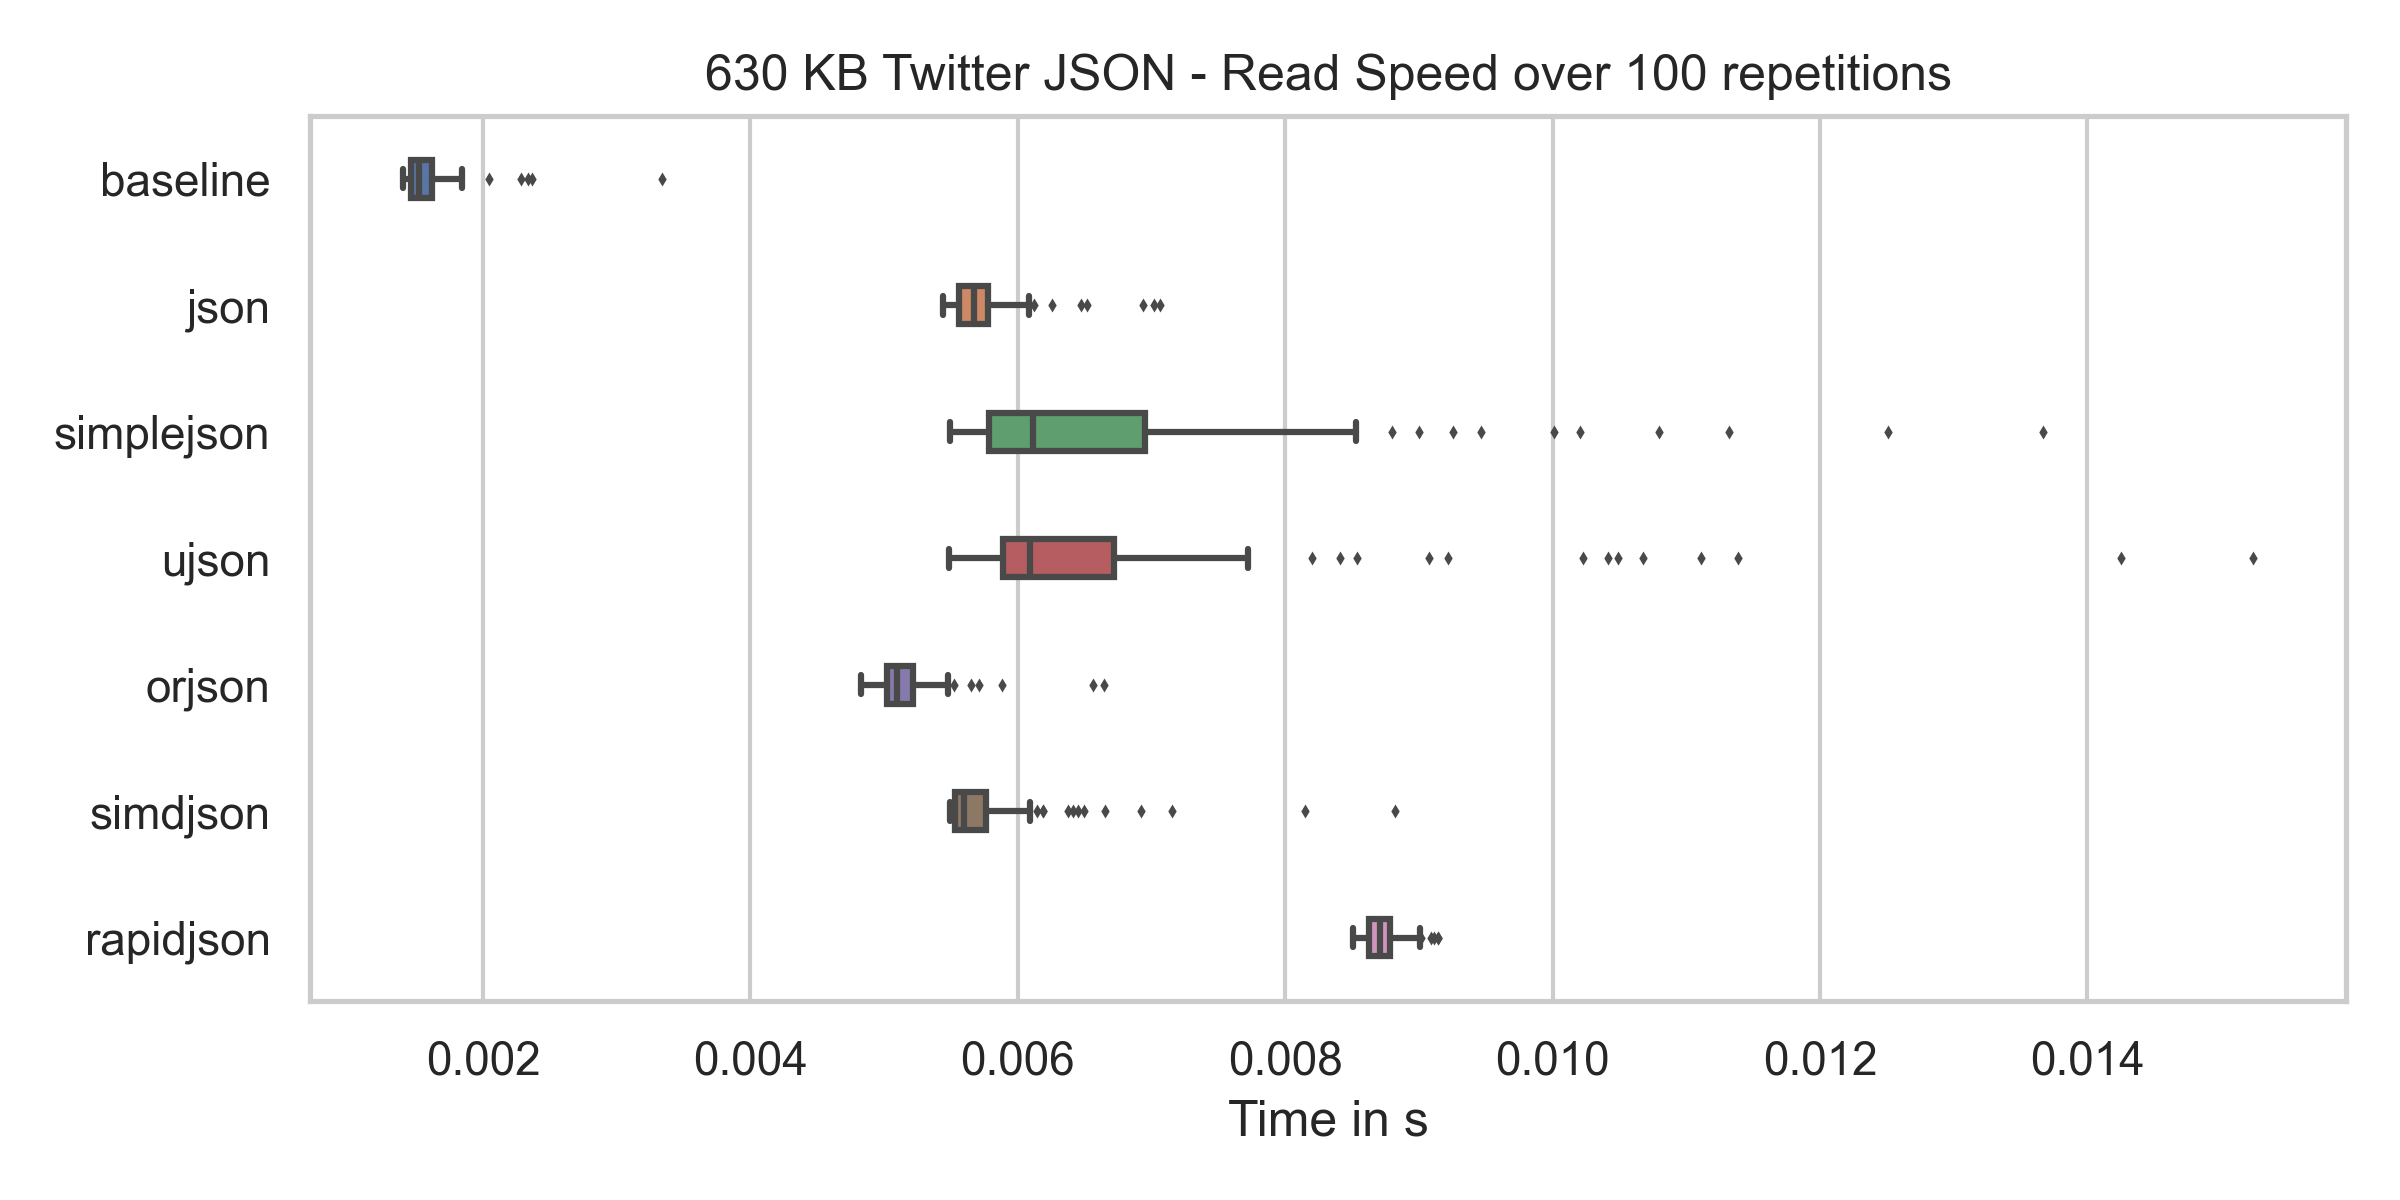 630 KB Twitter JSON - Read Speed over 100 repetitions
baseline
json
simplejson
ujson
orjson
simdjson
rapidjson
0.002 0.004 0.006 0.008 0.010 0.012 0.014
Time in s